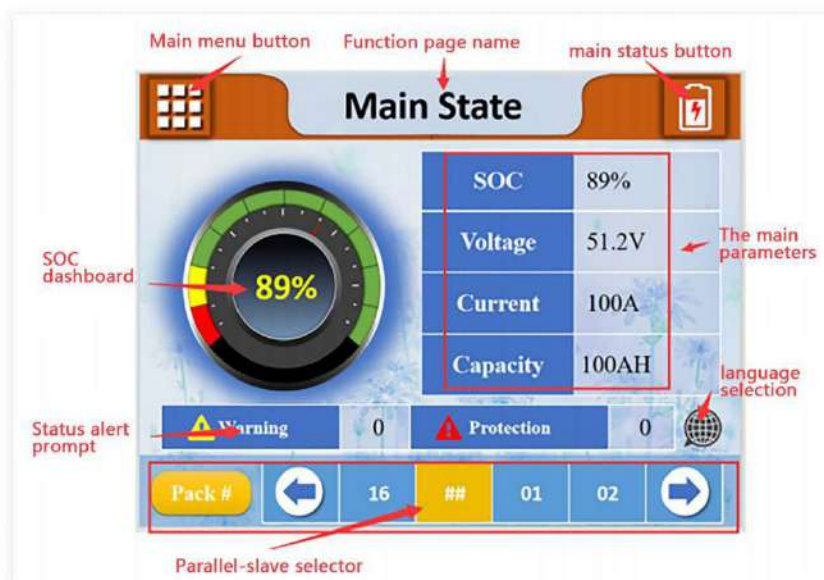 Main menu button
Function page name
main status button
Main State
SOC 89%
Voltage 51.2V
Current 100A
Capacity 100AH
SOC
dashboard
89%
The main
parameters
language
selection
Status alert
prompt
Warning 0 Protection 0
Pack # 16 ## 01 02
Parallel-slave selector